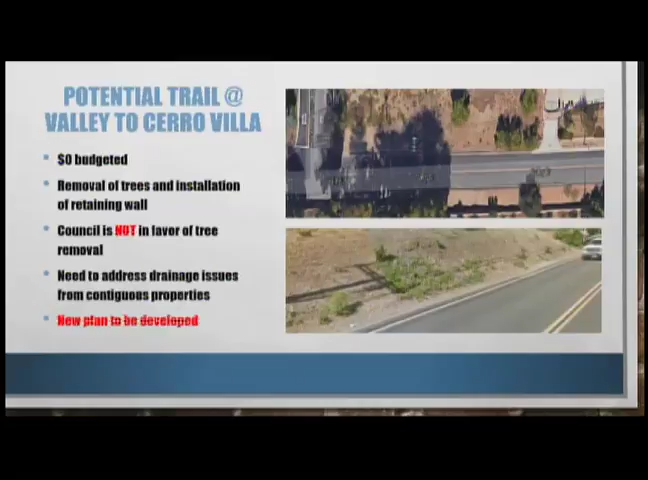 POTENTIAL TRAIL @
VALLEY TO CERRO VILLA
$0 budgeted
Removal of trees and installation
of retaining wall
Council is NOT in favor of tree
removal
Need to address drainage issues
from contiguous properties
New plan to be developed